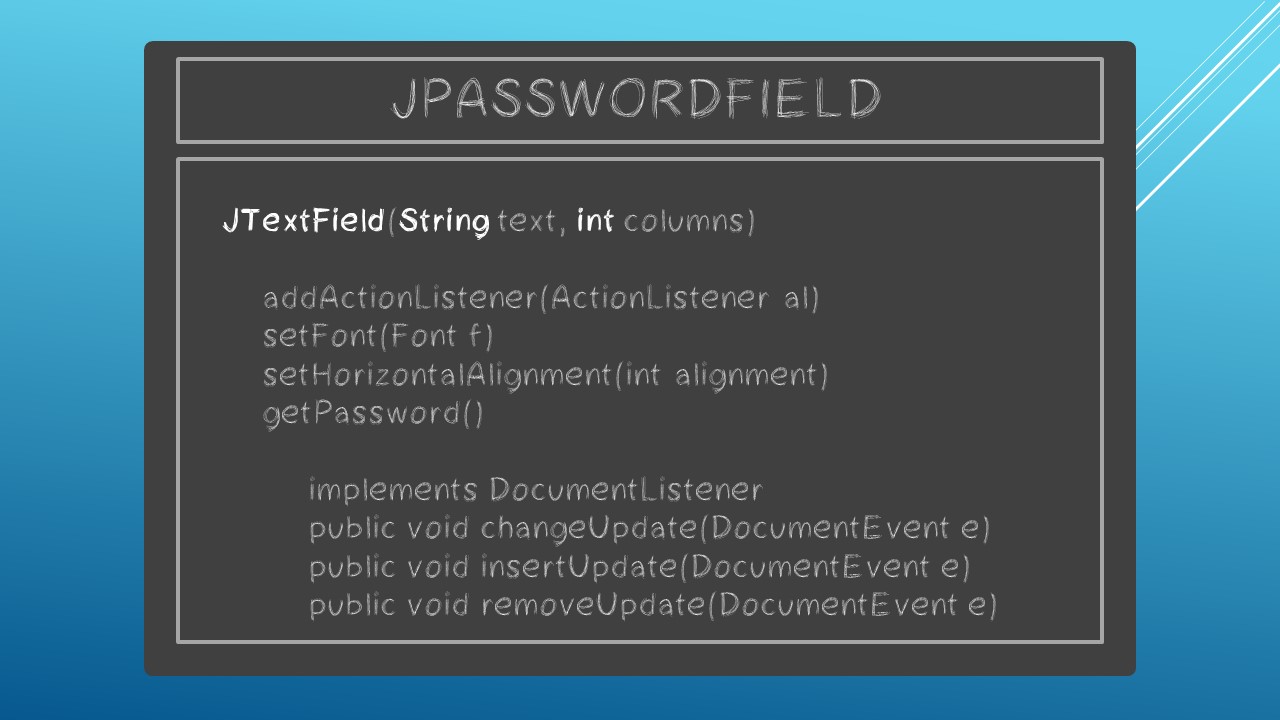 JPASSWORDFIELD
JTextField(String text, int columns)
addActionListener(ActionListener al)
setFont(Font f)
setHorizontalAlignment(int alignment)
getPassword()
implements DocumentListener
public void changeUpdate(DocumentEvent e)
public void insertUpdate(DocumentEvent e)
public void removeUpdate(DocumentEvent e)